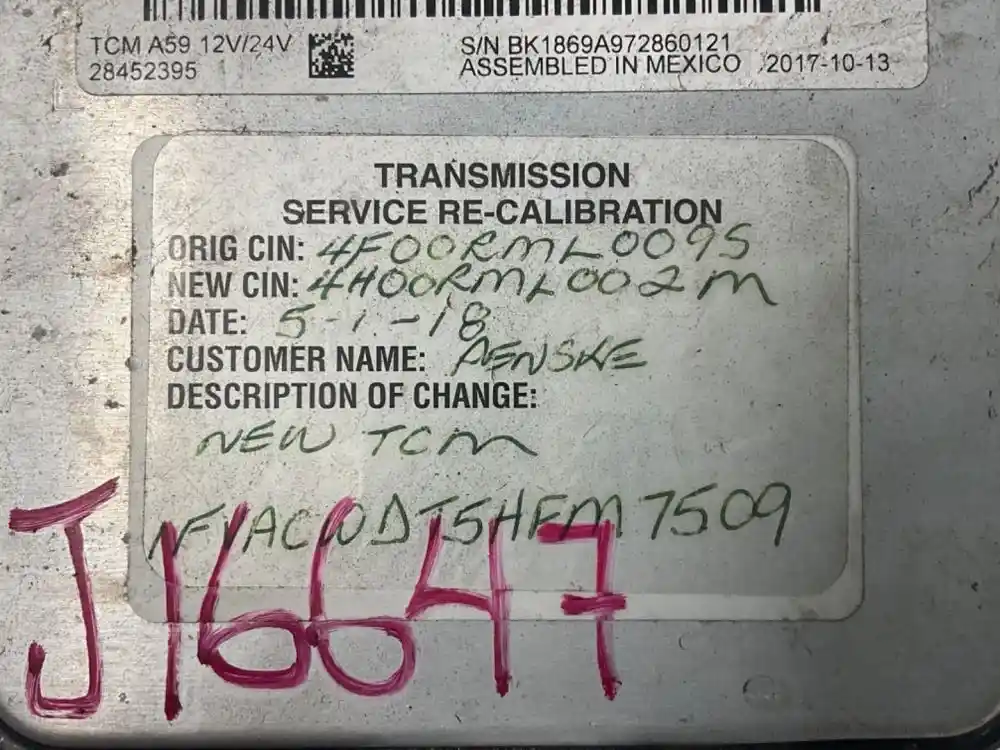 TCM A59 12V/24V
28452395
S/N BK1869A972860121
ASSEMBLED IN MEXICO 2017-10-13
TRANSMISSION
SERVICE RE-CALIBRATION
ORIG CIN: 4F00RML009S
NEW CIN: 4H00RML002M
DATE: 5-1-18
CUSTOMER NAME: PENSKE
DESCRIPTION OF CHANGE:
NEW TCM
1FVACWDT5HFM7509
J16647